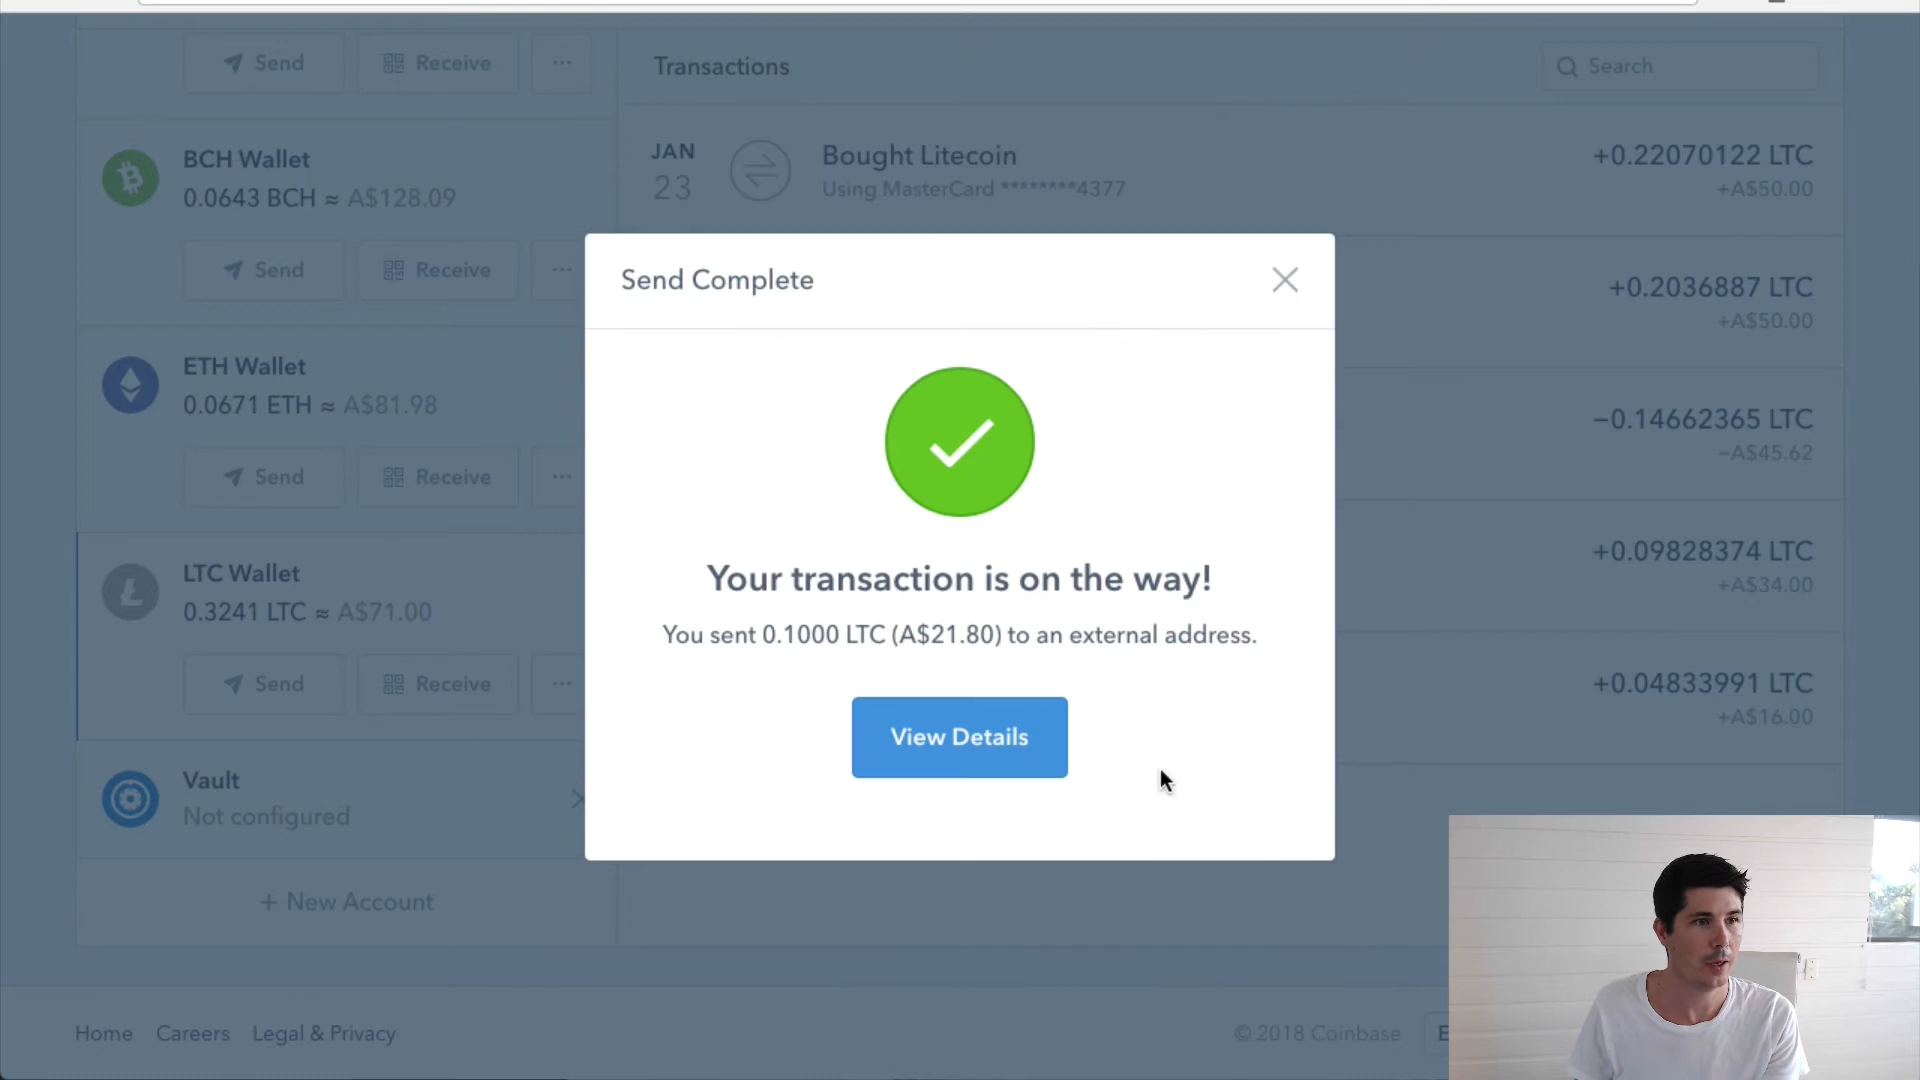 Send
Receive
Transactions
Search
BCH Wallet
0.0643 BCH ≈ A$128.09
Send
Receive
ETH Wallet
0.0671 ETH ≈ A$81.98
Send
Receive
LTC Wallet
0.3241 LTC ≈ A$71.00
Send
Receive
Vault
Not configured
+ New Account
JAN
23
Bought Litecoin
Using MasterCard ********4377
+0.22070122 LTC
+A$50.00
+0.2036887 LTC
+A$50.00
−0.14662365 LTC
−A$45.62
+0.09828374 LTC
+A$34.00
+0.04833991 LTC
+A$16.00
Send Complete
Your transaction is on the way!
You sent 0.1000 LTC (A$21.80) to an external address.
View Details
Home
Careers
Legal & Privacy
© 2018 Coinbase